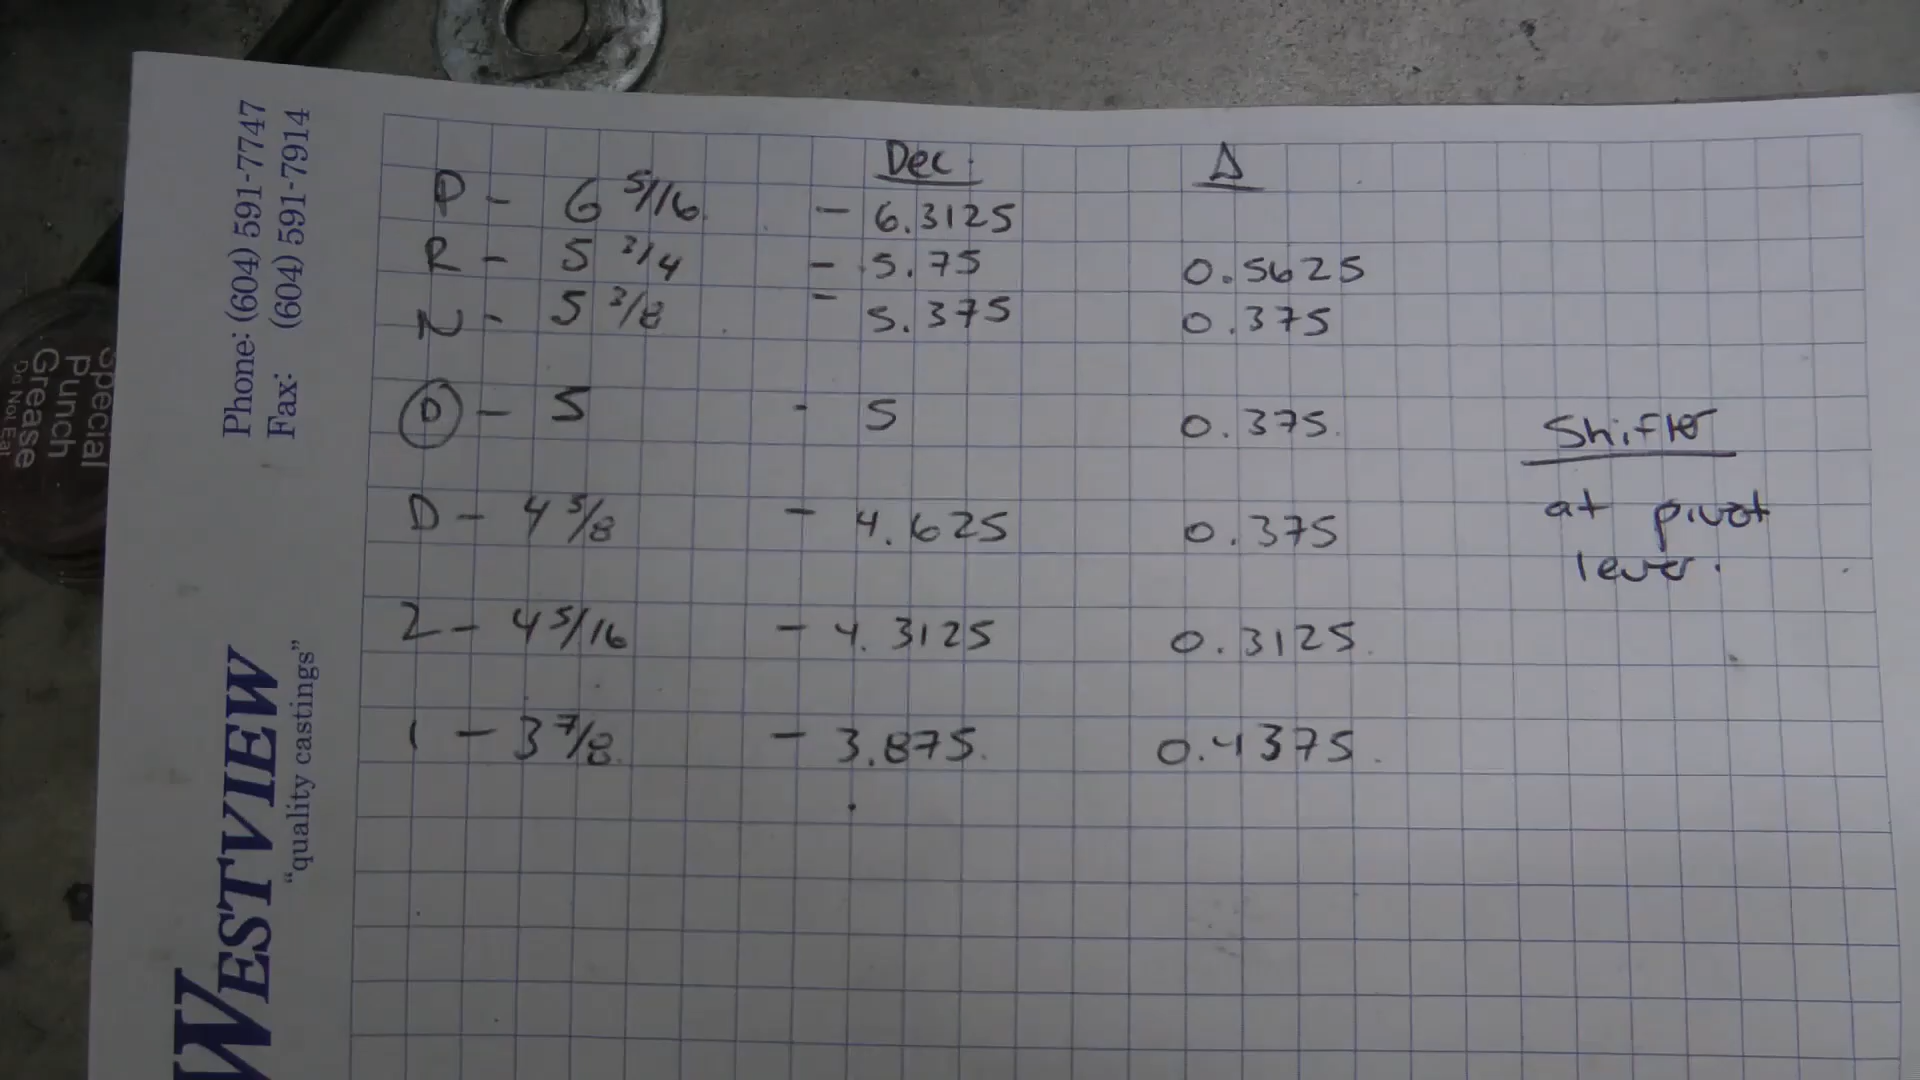 Dec. Δ
P - 6 5/16 - 6.3125
R - 5 3/4 - 5.75 0.5625
N - 5 3/8 - 5.375 0.375
Ⓓ - 5 - 5 0.375
D - 4 5/8 - 4.625 0.375
2 - 4 5/16 - 4.3125 0.3125
1 - 3 7/8 - 3.875 0.4375
Shifter
at pivot
lever.
Phone: (604) 591-7747
Fax: (604) 591-7914
WESTVIEW
"quality castings"
Special
Punch
Grease
Do Not Eat